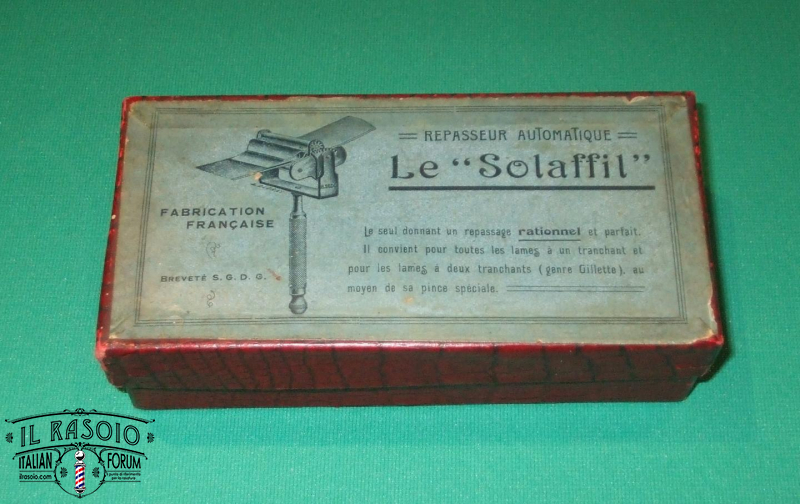 REPASSEUR AUTOMATIQUE
Le "Solaffil"
FABRICATION
FRANÇAISE
BREVETÉ S. G. D. G.
Le seul donnant un repassage rationnel et parfait.
Il convient pour toutes les lames à un tranchant et
pour les lames à deux tranchants (genre Gillette), au
moyen de sa pince spéciale.
IL RASOIO
ITALIAN FORUM
ilrasoio.com